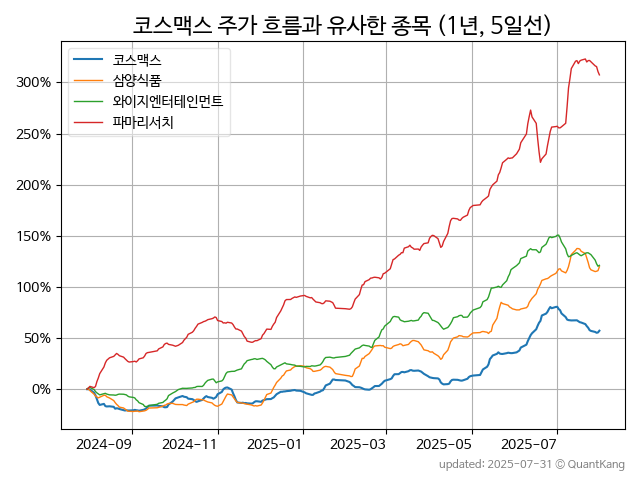 코스맥스 주가 흐름과 유사한 종목 (1년, 5일선)
코스맥스
삼양식품
와이지엔터테인먼트
파마리서치
300%
250%
200%
150%
100%
50%
0%
2024-09 2024-11 2025-01 2025-03 2025-05 2025-07
updated: 2025-07-31 © QuantKang